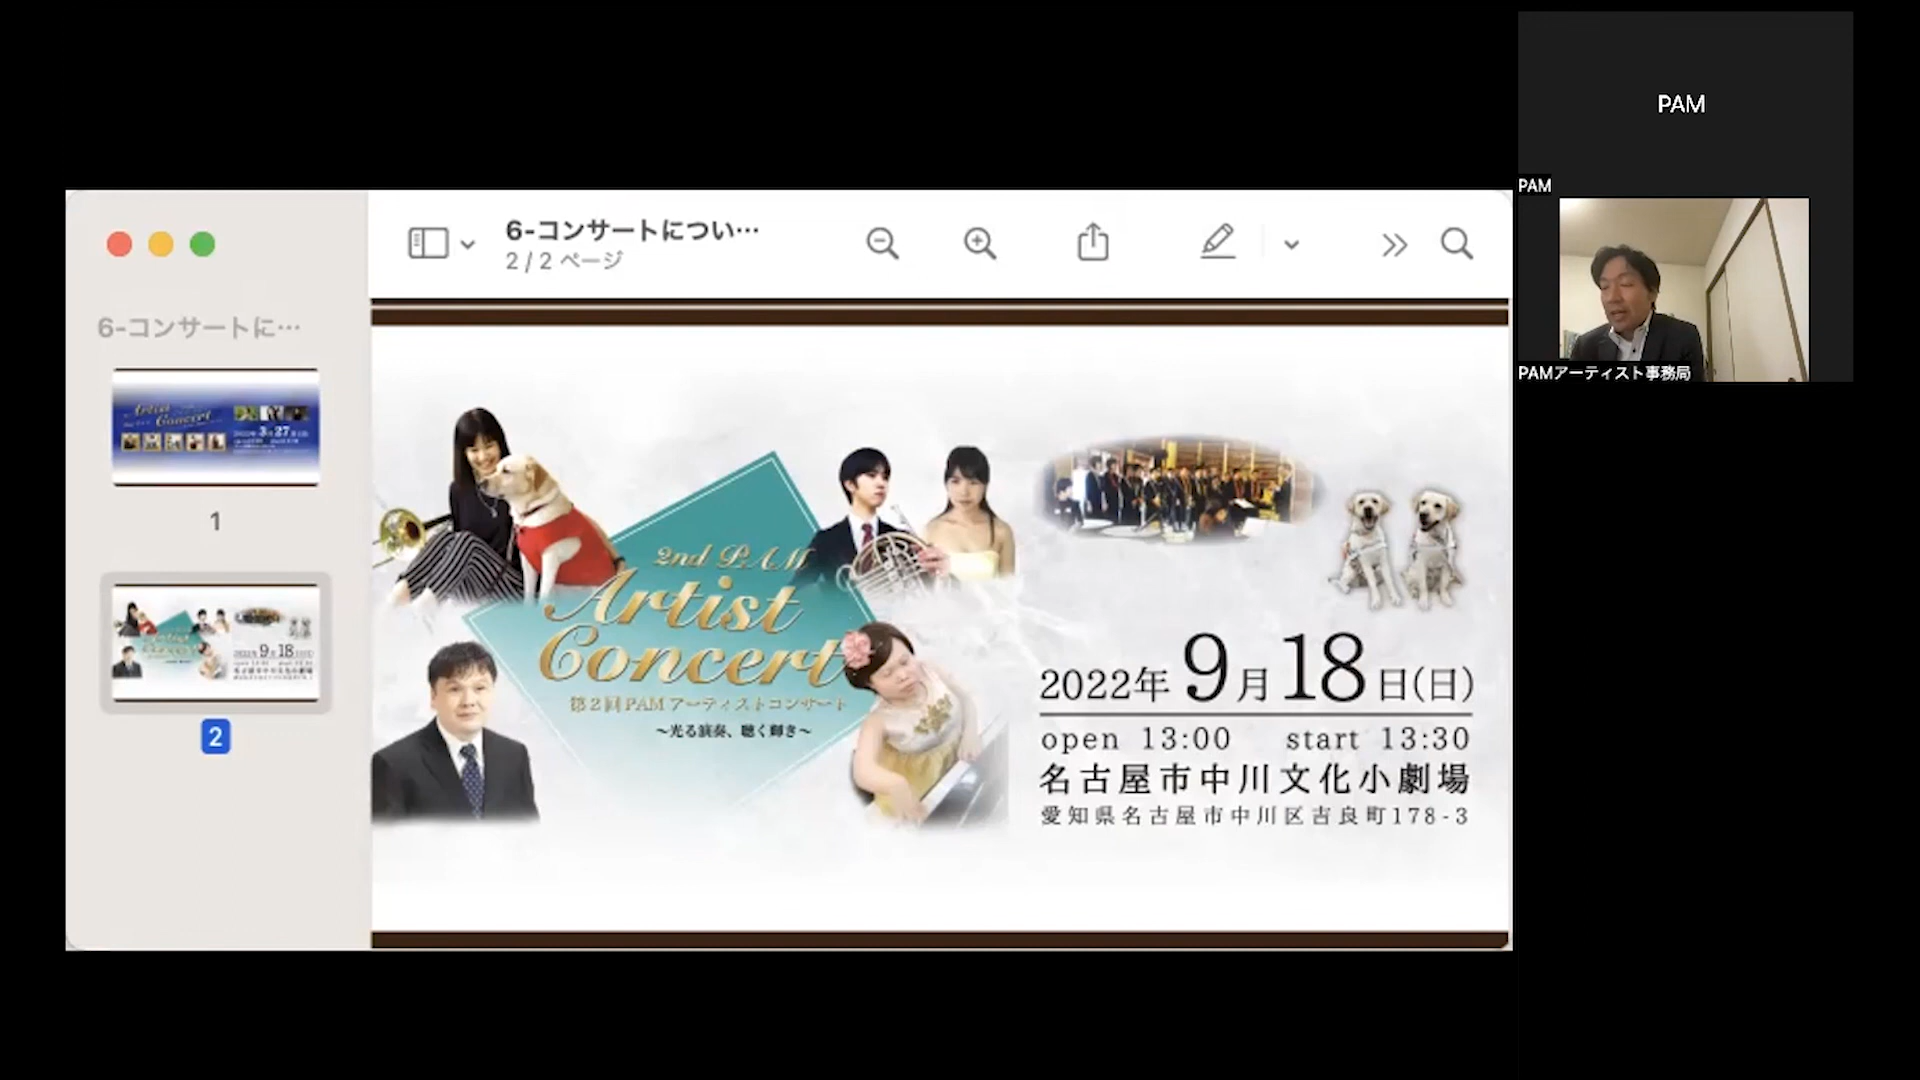 PAM
PAM
PAMアーティスト事務局
6-コンサートについ…
2 / 2 ページ
6-コンサートに…
1
2
2nd PAM
Artist
Concert
第2回PAMアーティストコンサート
～光る演奏、聴く輝き～
2022年9月18日(日)
open 13:00 start 13:30
名古屋市中川文化小劇場
愛知県名古屋市中川区吉良町178-3